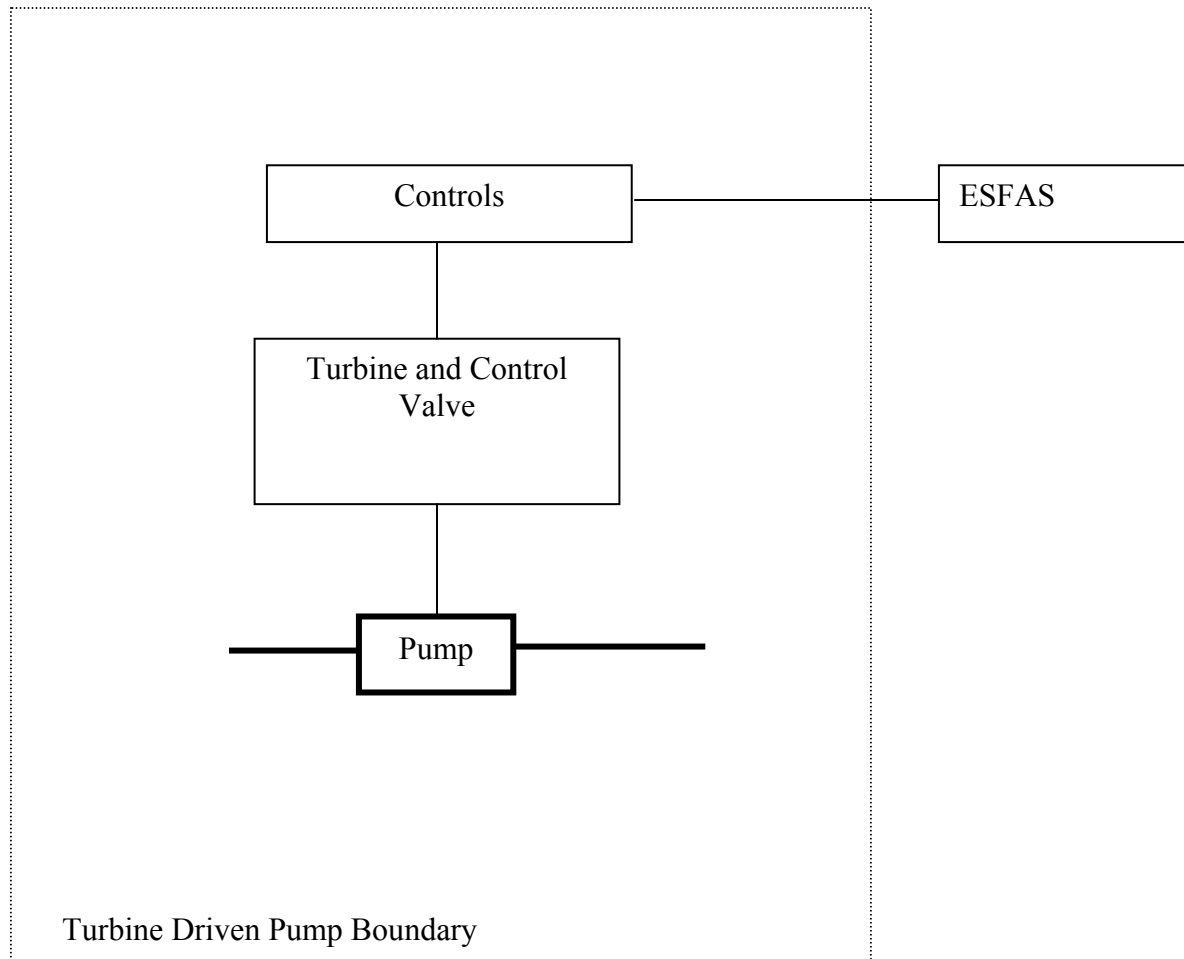 Controls
ESFAS
Turbine and Control
Valve
Pump
Turbine Driven Pump Boundary